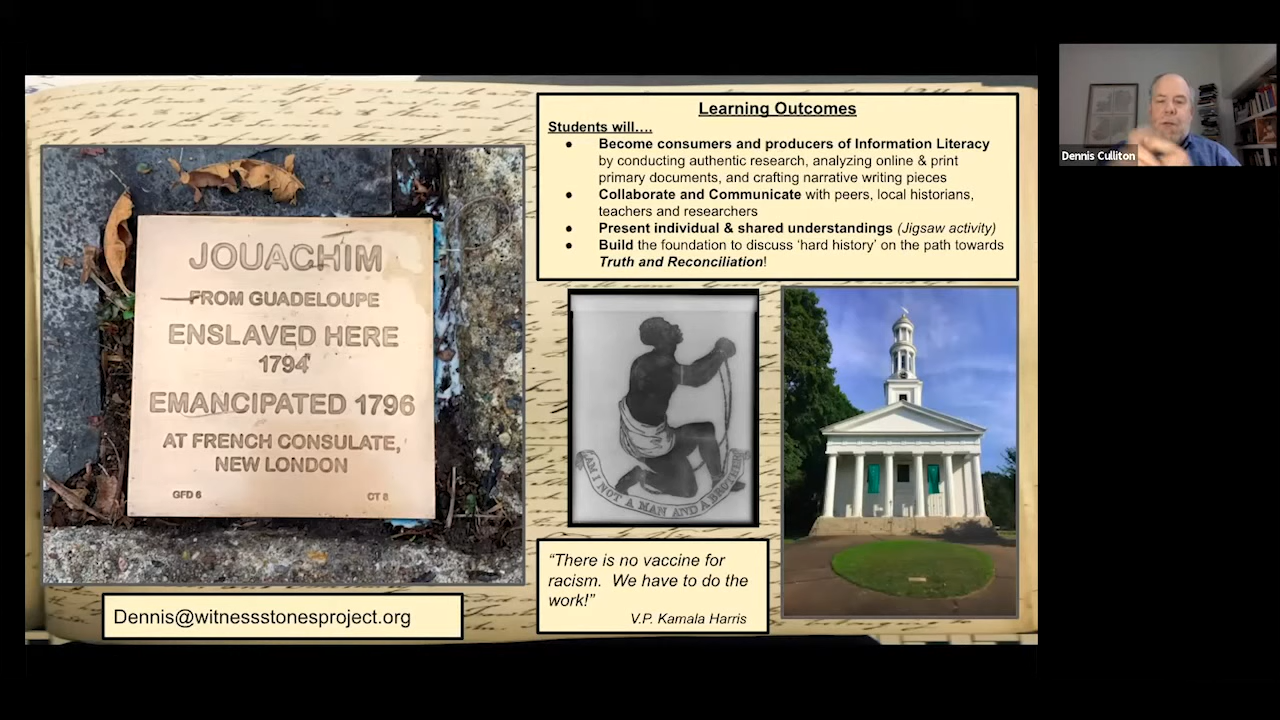 JOUACHIM
FROM GUADELOUPE
ENSLAVED HERE
1794
EMANCIPATED 1796
AT FRENCH CONSULATE,
NEW LONDON
GFD 6
CT 8
Dennis@witnessstonesproject.org
Learning Outcomes
Students will....
● Become consumers and producers of Information Literacy
by conducting authentic research, analyzing online & print
primary documents, and crafting narrative writing pieces
● Collaborate and Communicate with peers, local historians,
teachers and researchers
● Present individual & shared understandings (Jigsaw activity)
● Build the foundation to discuss ‘hard history’ on the path towards
Truth and Reconciliation!
AM I NOT A MAN AND A BROTHER
“There is no vaccine for
racism. We have to do the
work!”
V.P. Kamala Harris
Dennis Culliton